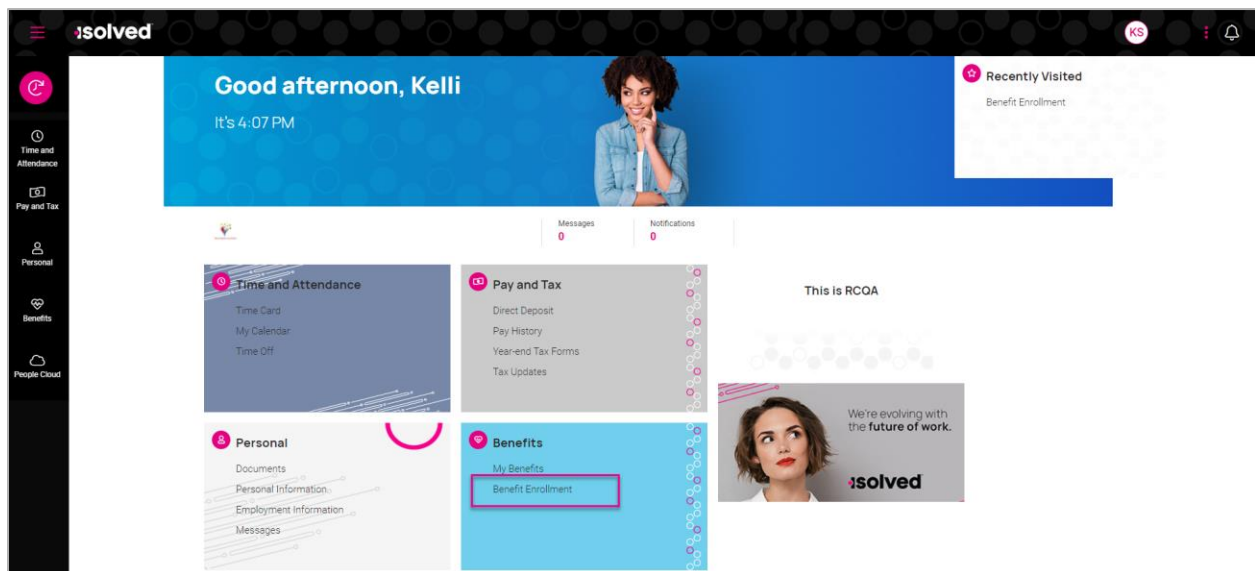 isolved
KS
Good afternoon, Kelli
It's 4:07 PM
Recently Visited
Benefit Enrollment
Time and
Attendance
Pay and Tax
Personal
Benefits
People Cloud
Messages
0
Notifications
0
Time and Attendance
Time Card
My Calendar
Time Off
Pay and Tax
Direct Deposit
Pay History
Year-end Tax Forms
Tax Updates
This is RCQA
Personal
Documents
Personal Information
Employment Information
Messages
Benefits
My Benefits
Benefit Enrollment
We're evolving with
the future of work.
isolved